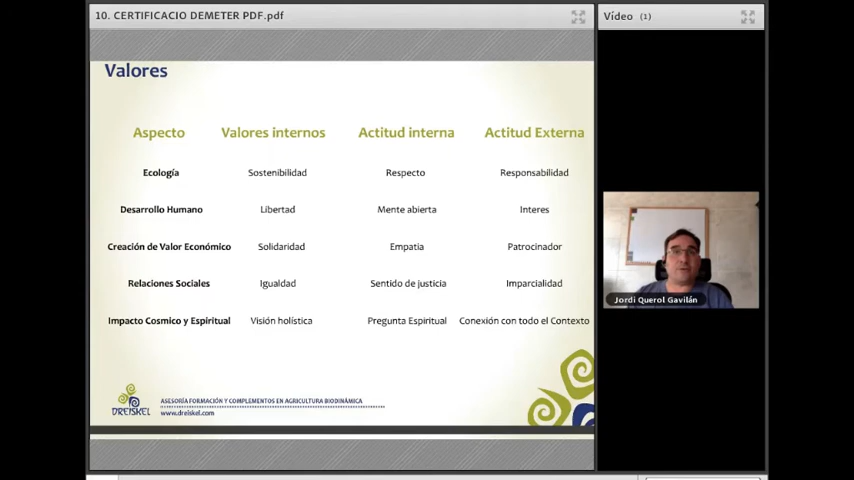 10. CERTIFICACIO DEMETER PDF.pdf
Vídeo (1)
Valores
Aspecto Valores internos Actitud interna Actitud Externa
Ecología Sostenibilidad Respecto Responsabilidad
Desarrollo Humano Libertad Mente abierta Interes
Creación de Valor Económico Solidaridad Empatia Patrocinador
Relaciones Sociales Igualdad Sentido de justicia Imparcialidad
Impacto Cosmico y Espiritual Visión holística Pregunta Espiritual Conexión con todo el Contexto
Jordi Querol Gavilán
DREISKEL
ASESORÍA FORMACIÓN Y COMPLEMENTOS EN AGRICULTURA BIODINÁMICA
www.dreiskel.com